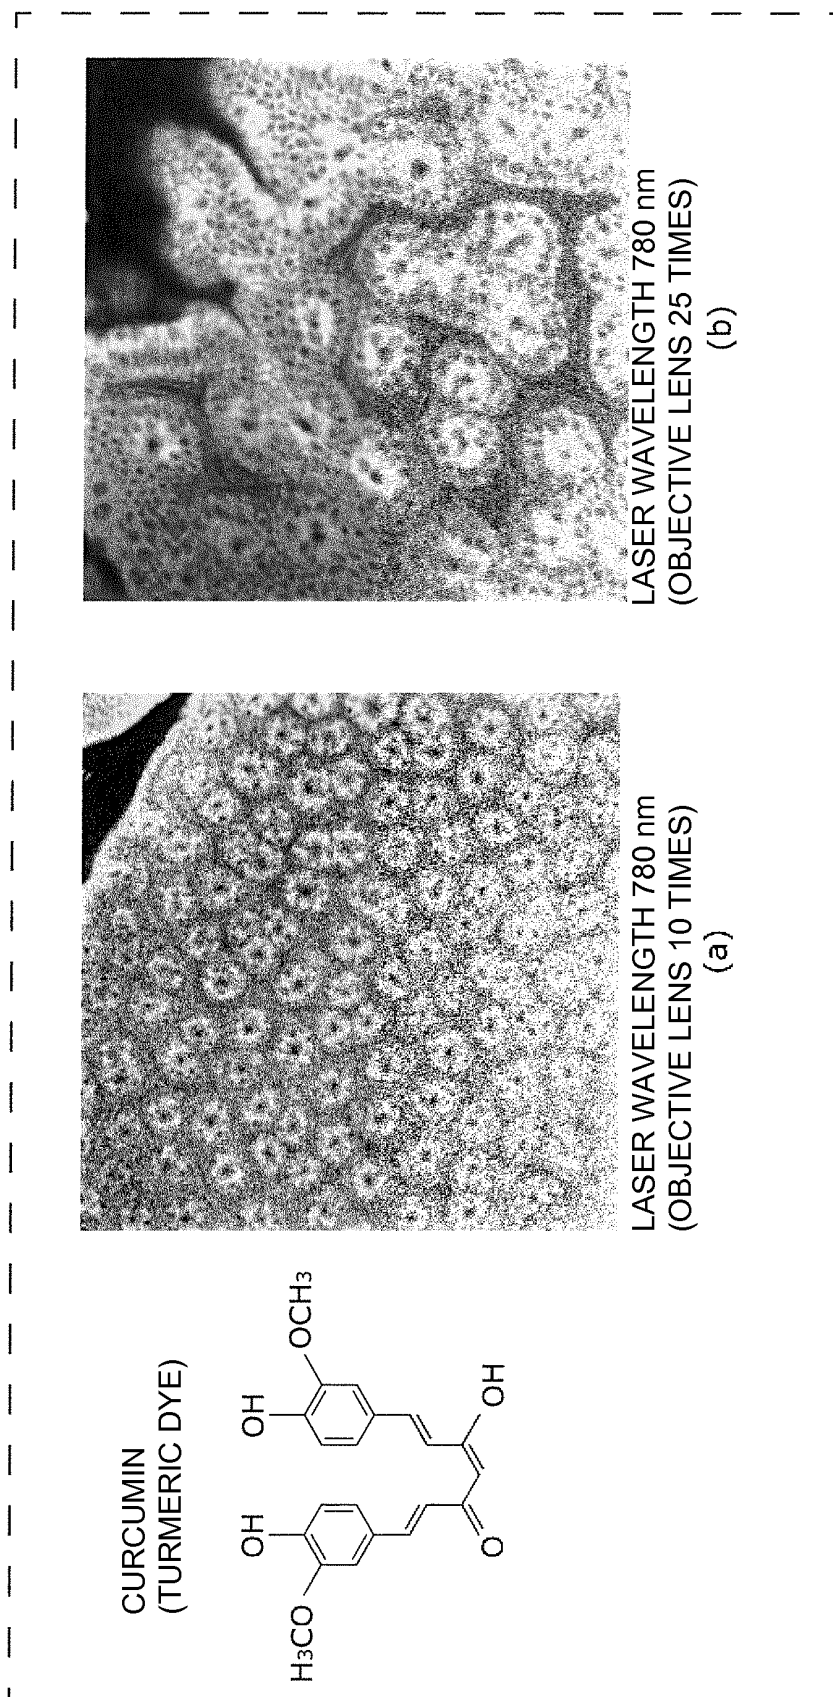 CURCUMIN
(TURMERIC DYE)
OH
OH
H3CO
OCH3
O
OH
LASER WAVELENGTH 780 nm
(OBJECTIVE LENS 10 TIMES)
(a)
LASER WAVELENGTH 780 nm
(OBJECTIVE LENS 25 TIMES)
(b)